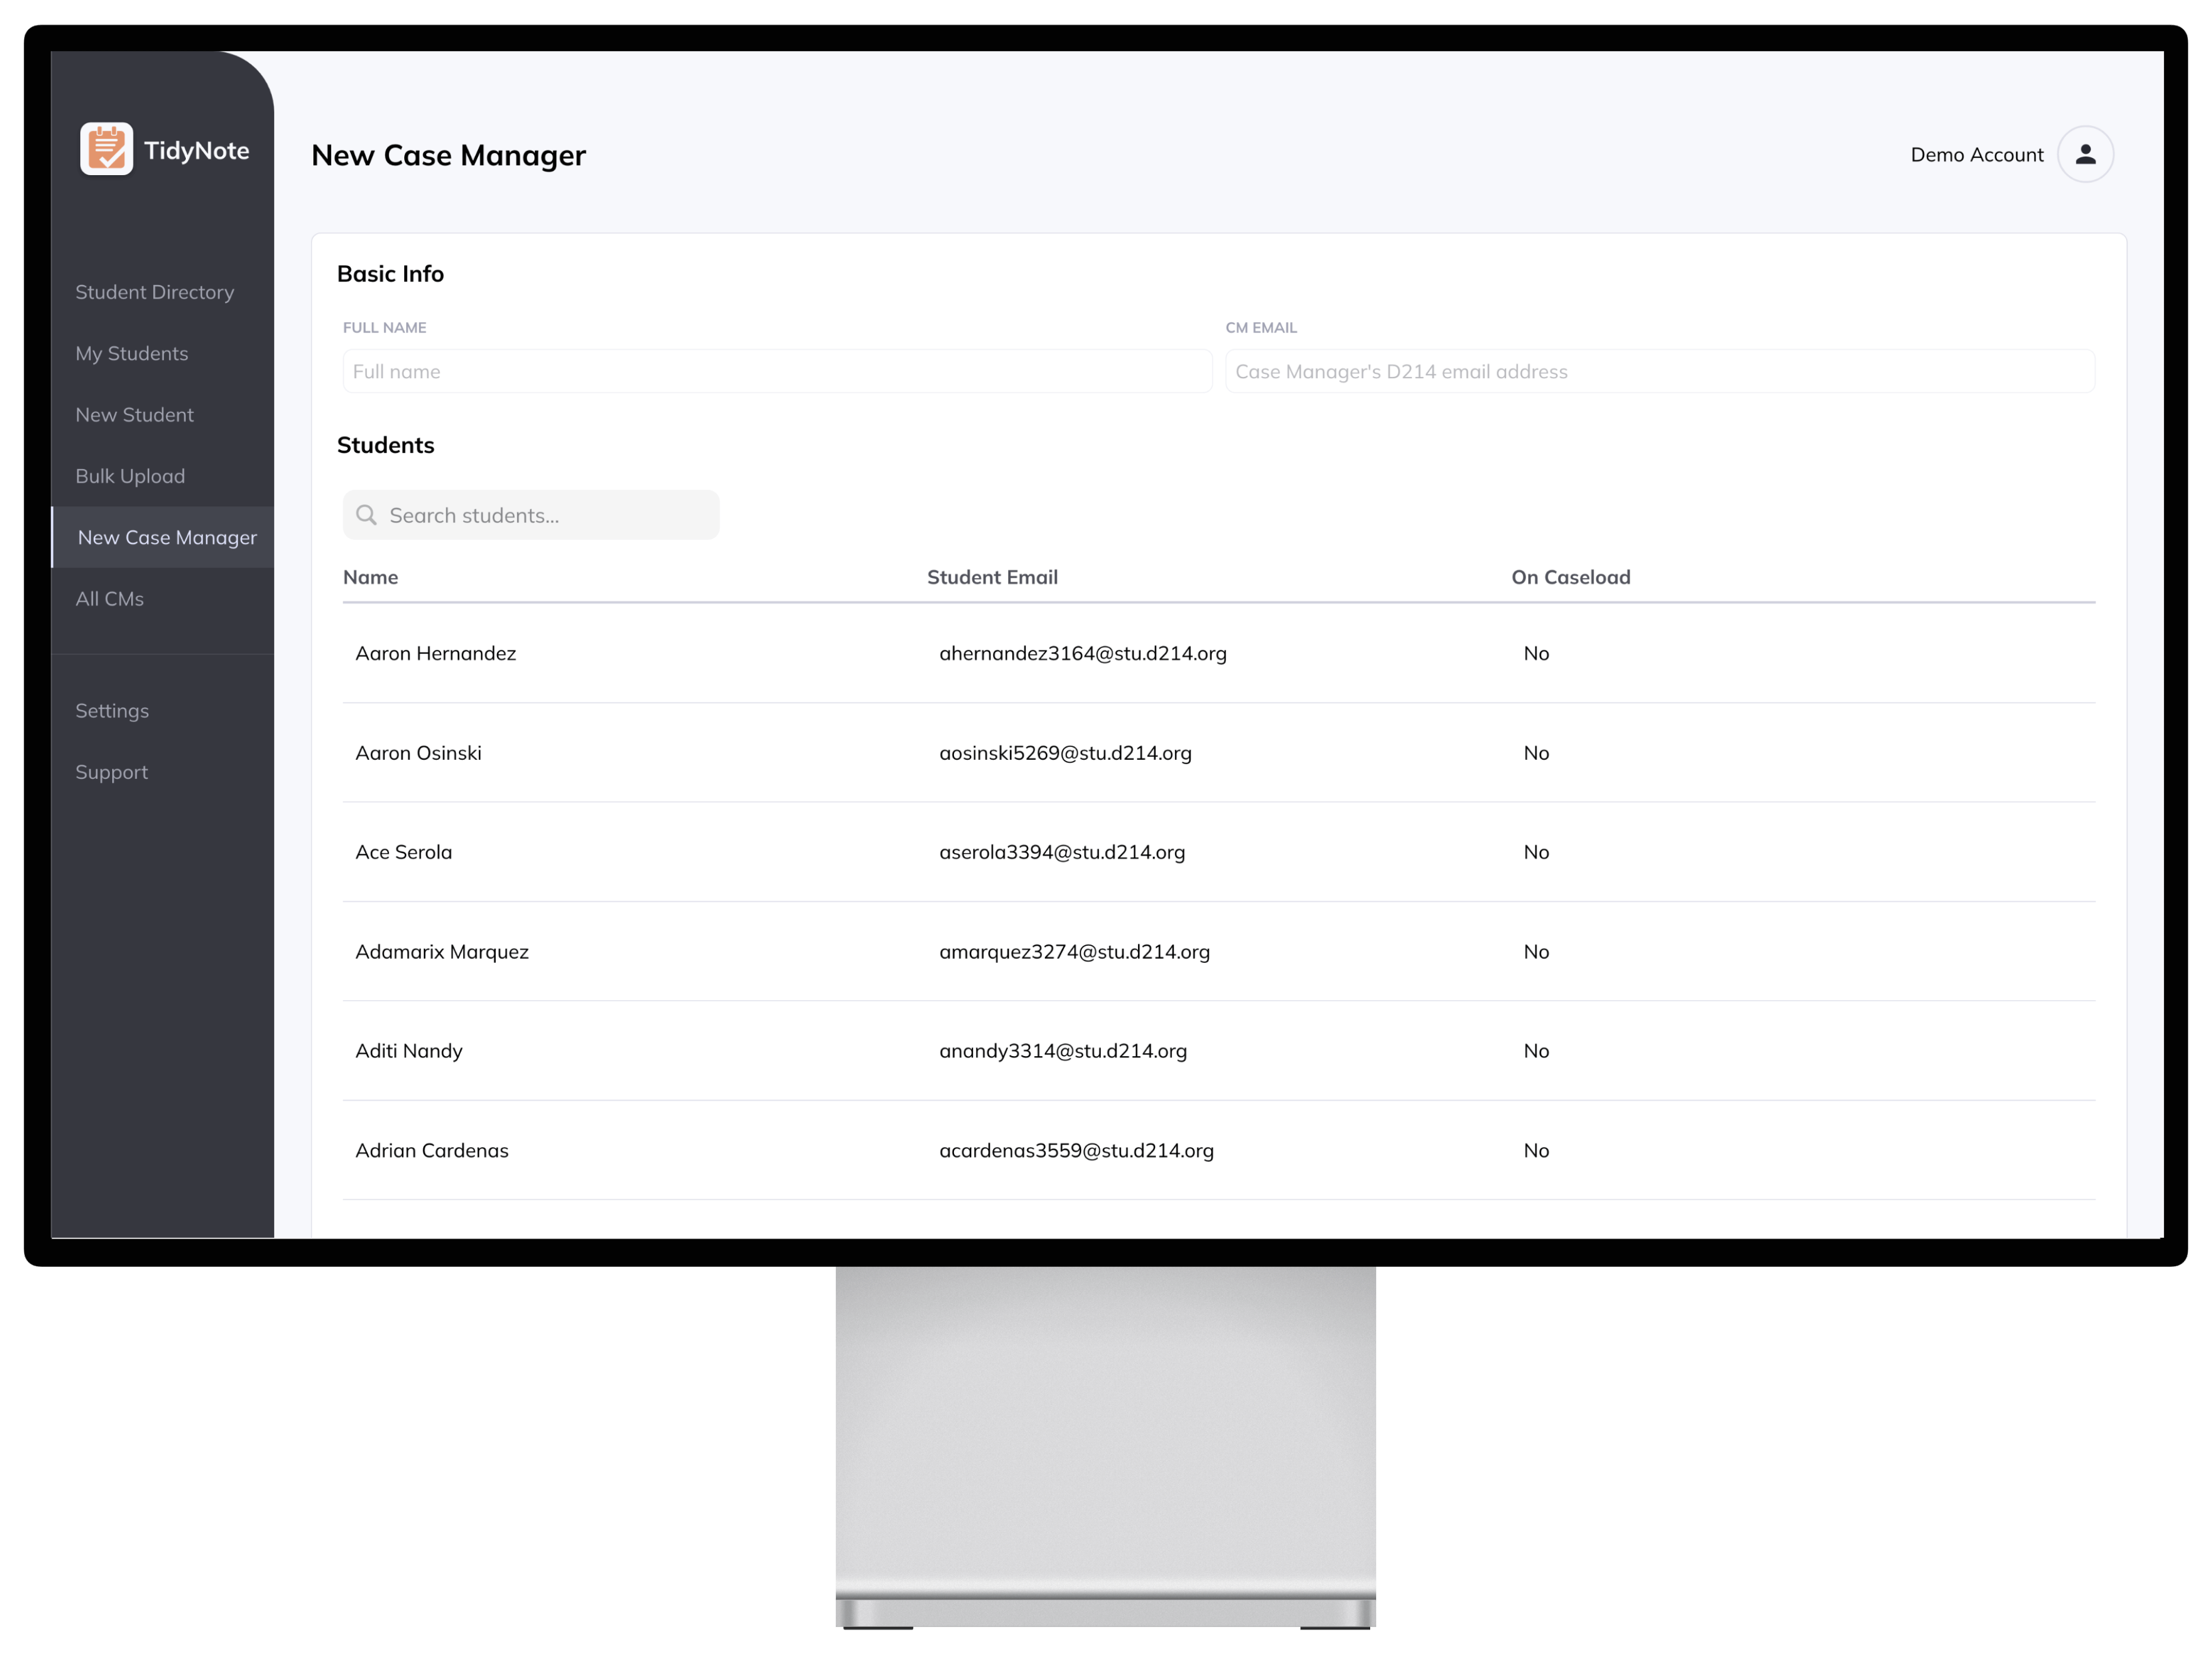 TidyNote
New Case Manager
Demo Account
Student Directory
My Students
New Student
Bulk Upload
New Case Manager
All CMs
Settings
Support
Basic Info
FULL NAME
CM EMAIL
Full name
Case Manager's D214 email address
Students
Search students...
Name Student Email On Caseload
Aaron Hernandez ahernandez3164@stu.d214.org No
Aaron Osinski aosinski5269@stu.d214.org No
Ace Serola aserola3394@stu.d214.org No
Adamarix Marquez amarquez3274@stu.d214.org No
Aditi Nandy anandy3314@stu.d214.org No
Adrian Cardenas acardenas3559@stu.d214.org No